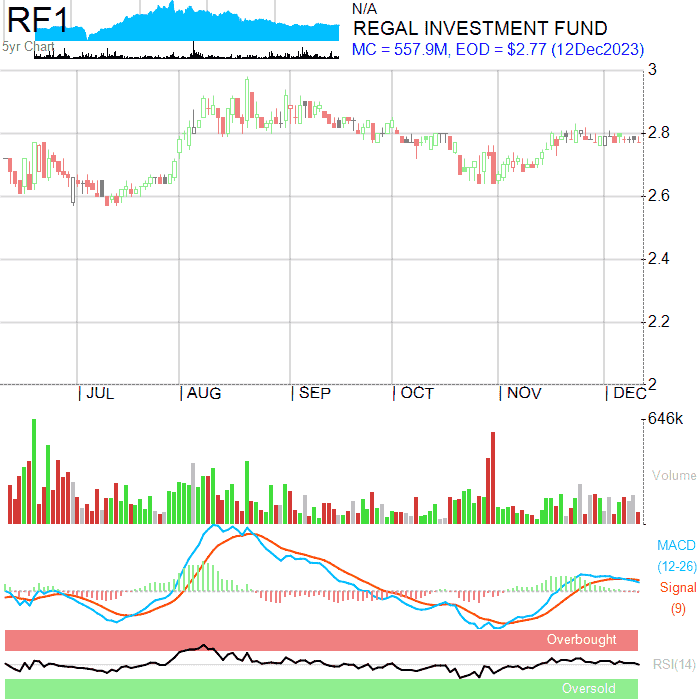 RF1
5yr Chart
N/A
REGAL INVESTMENT FUND
MC = 557.9M, EOD = $2.77 (12Dec2023)
3
2.8
2.6
2.4
2.2
2
JUL AUG SEP OCT NOV DEC
646k
Volume
MACD
(12-26)
Signal
(9)
Overbought
RSI(14)
Oversold